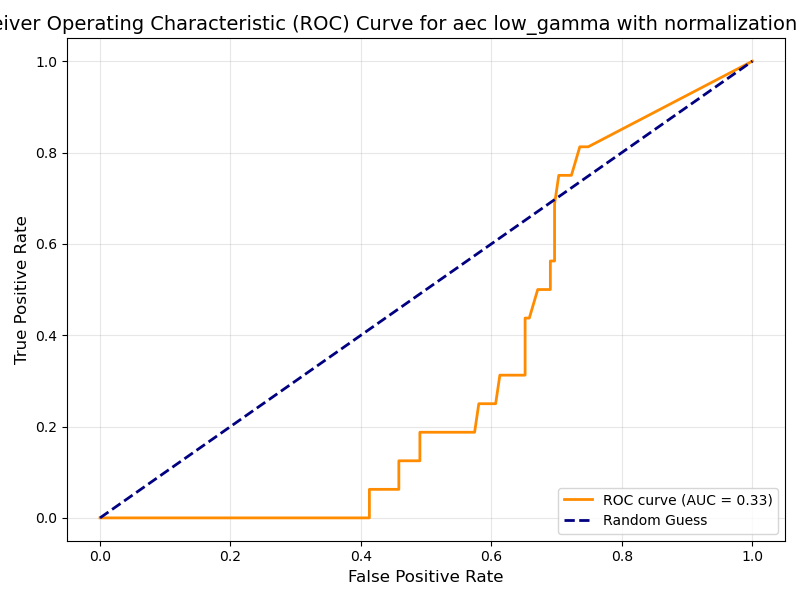 eiver Operating Characteristic (ROC) Curve for aec low_gamma with normalization
True Positive Rate
1.0
0.8
0.6
0.4
0.2
0.0
ROC curve (AUC = 0.33)
Random Guess
0.0 0.2 0.4 0.6 0.8 1.0
False Positive Rate